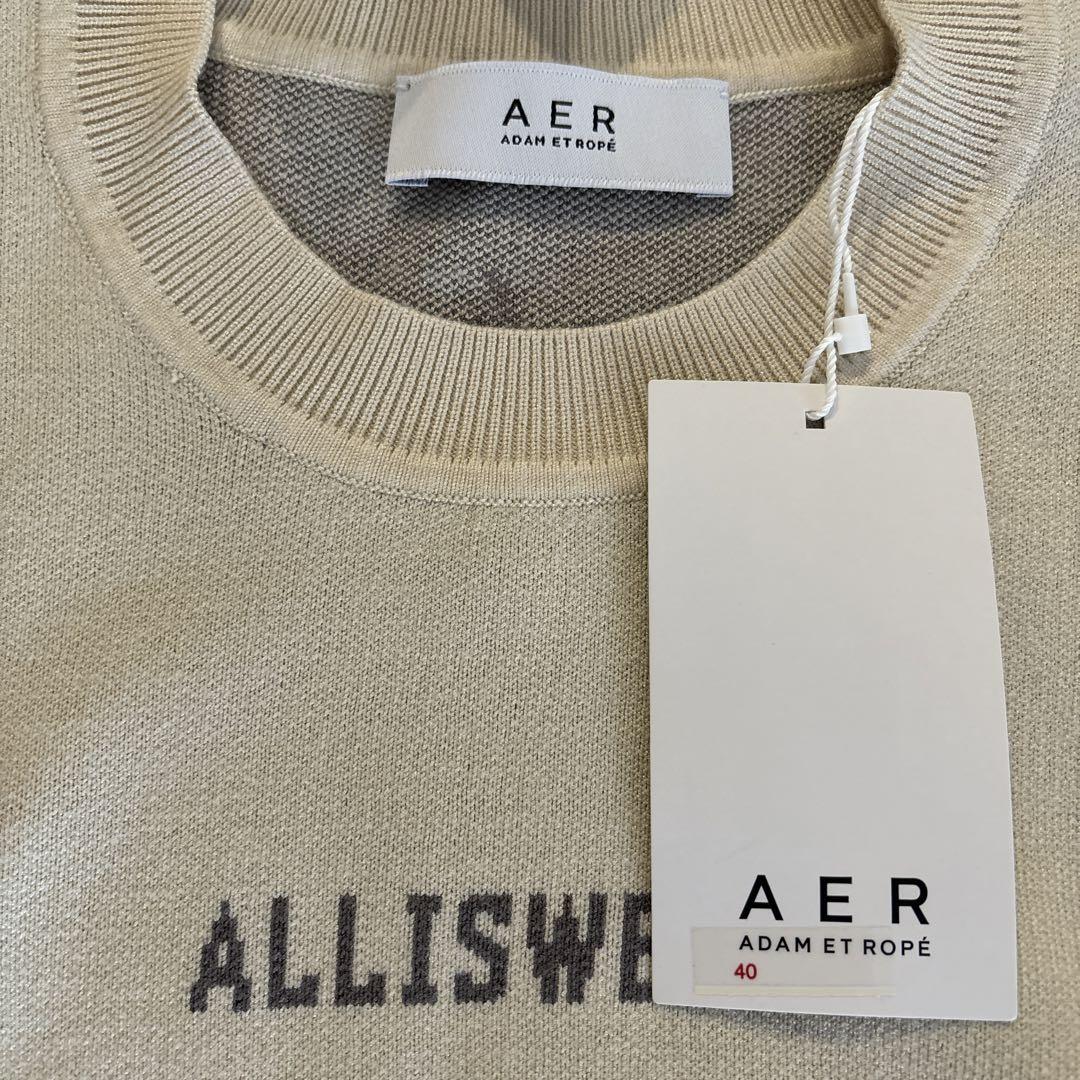 AER
ADAM ET ROPÉ
ALLISWE
AER
ADAM ET ROPÉ
40